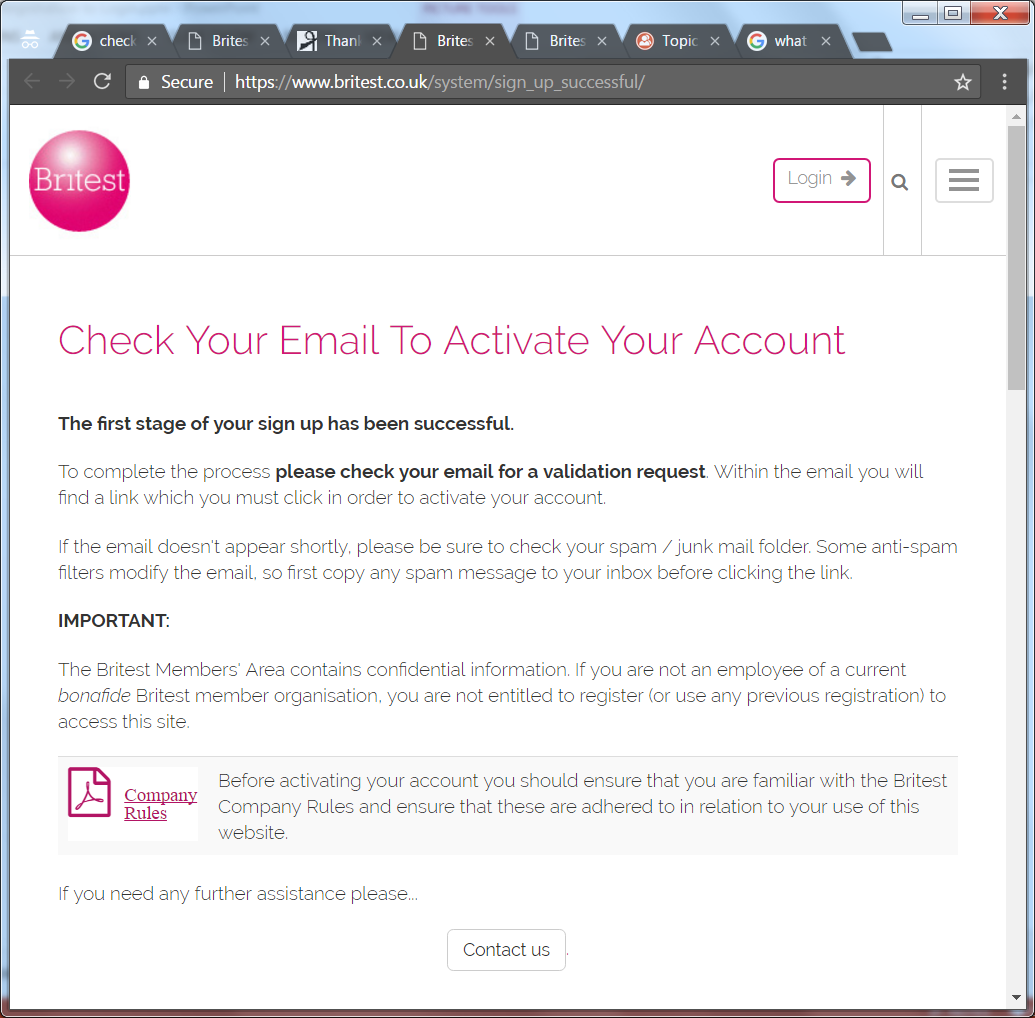 check
Brites
Thank
Brites
Brites
Topic
what
Secure
https://www.britest.co.uk/system/sign_up_successful/
Britest
Login
Check Your Email To Activate Your Account
The first stage of your sign up has been successful.
To complete the process please check your email for a validation request. Within the email you will
find a link which you must click in order to activate your account.
If the email doesn't appear shortly, please be sure to check your spam / junk mail folder. Some anti-spam
filters modify the email, so first copy any spam message to your inbox before clicking the link.
IMPORTANT:
The Britest Members' Area contains confidential information. If you are not an employee of a current
bonafide Britest member organisation, you are not entitled to register (or use any previous registration) to
access this site.
Company
Rules
Before activating your account you should ensure that you are familiar with the Britest
Company Rules and ensure that these are adhered to in relation to your use of this
website.
If you need any further assistance please...
Contact us.